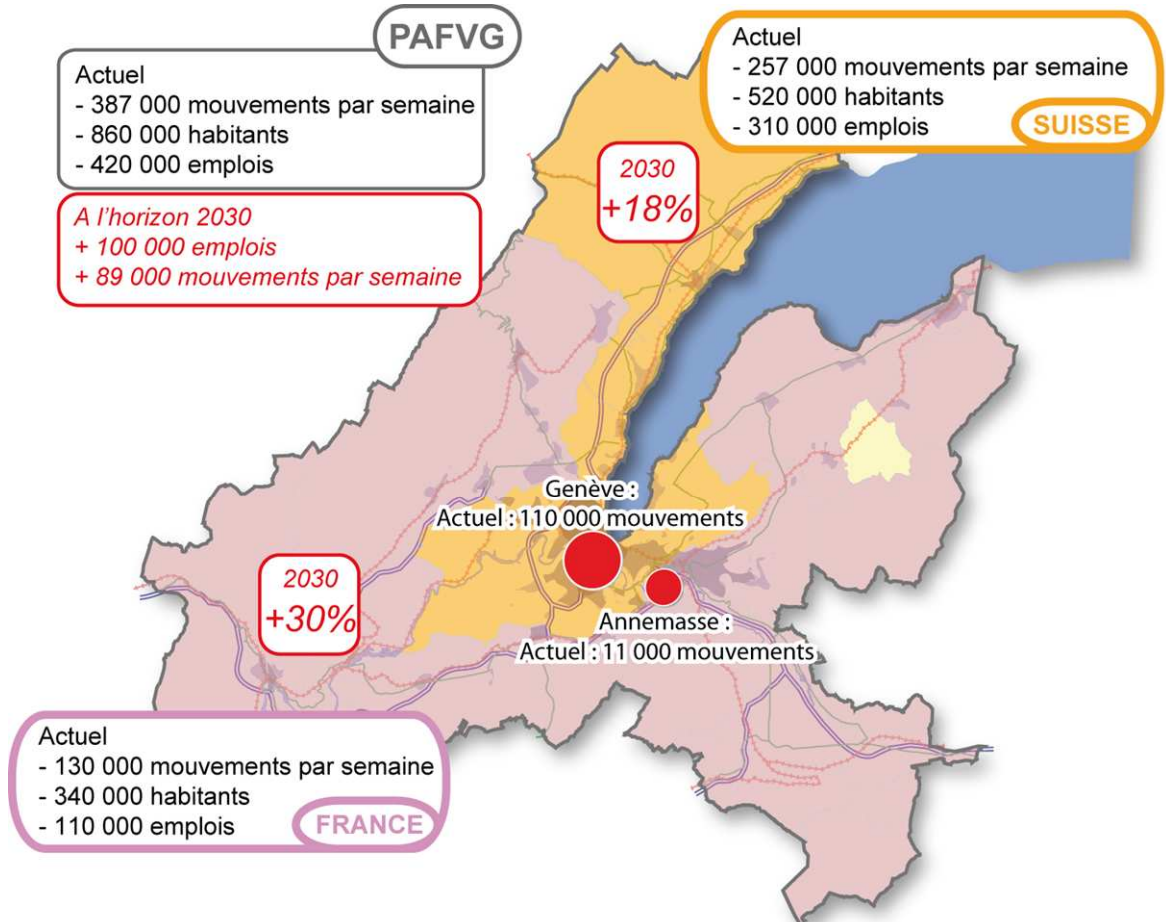 PAFVG
Actuel
- 387 000 mouvements par semaine
- 860 000 habitants
- 420 000 emplois
A l'horizon 2030
+ 100 000 emplois
+ 89 000 mouvements par semaine
Actuel
- 257 000 mouvements par semaine
- 520 000 habitants
- 310 000 emplois
SUISSE
2030
+18%
Genève :
Actuel : 110 000 mouvements
Annemasse :
Actuel : 11 000 mouvements
2030
+30%
Actuel
- 130 000 mouvements par semaine
- 340 000 habitants
- 110 000 emplois
FRANCE